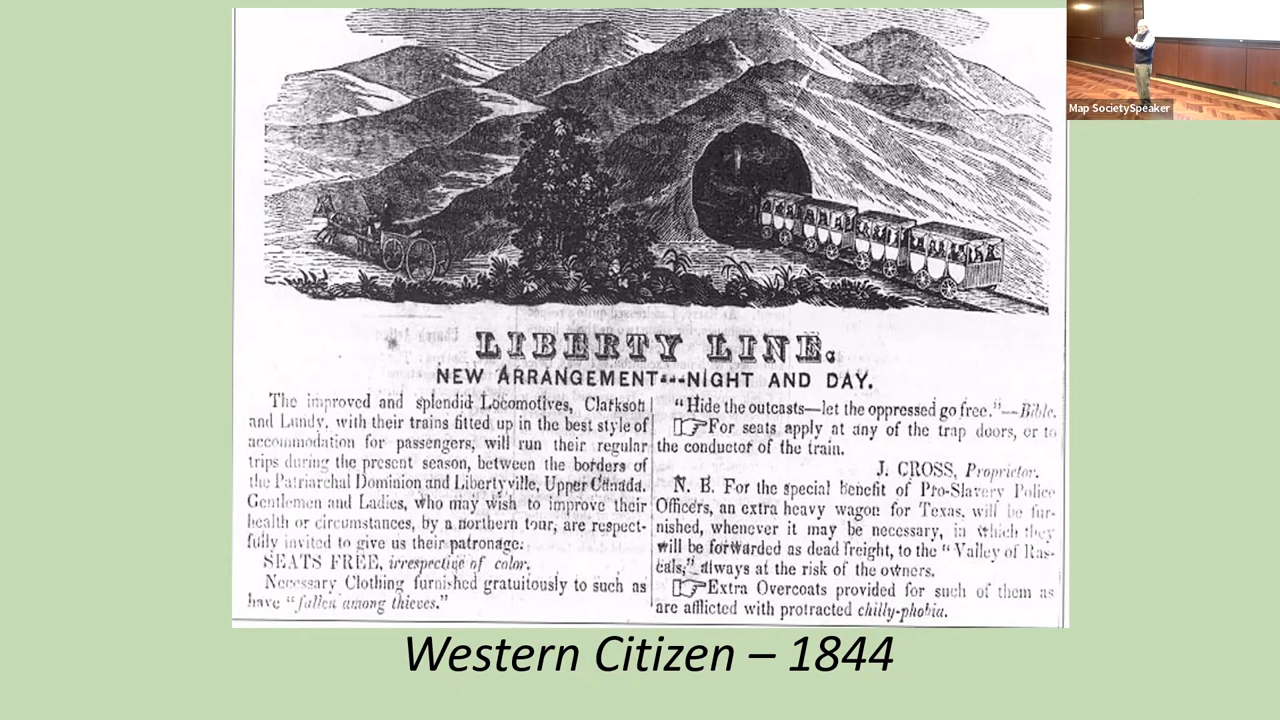 Map SocietySpeaker
LIBERTY LINE.
NEW ARRANGEMENT---NIGHT AND DAY.
The improved and splendid Locomotives, Clarkson
and Lundy, with their trains fitted up in the best style of
accommodation for passengers, will run their regular
trips during the present season, between the borders of
the Patriarchal Dominion and Libertyville, Upper Canada.
Gentlemen and Ladies, who may wish to improve their
health or circumstances, by a northern tour, are respect-
fully invited to give us their patronage.
SEATS FREE, irrespective of color.
Necessary Clothing furnished gratuitously to such as
have "fallen among thieves."
"Hide the outcasts—let the oppressed go free."—Bible.
☞For seats apply at any of the trap doors, or to
the conductor of the train.
J. CROSS, Proprietor.
N. B. For the special benefit of Pro-Slavery Police
Officers, an extra heavy wagon for Texas, will be fur-
nished, whenever it may be necessary, in which they
will be forwarded as dead freight, to the "Valley of Ras-
cals," always at the risk of the owners.
☞Extra Overcoats provided for such of them as
are afflicted with protracted chilly-phobia.
Western Citizen – 1844